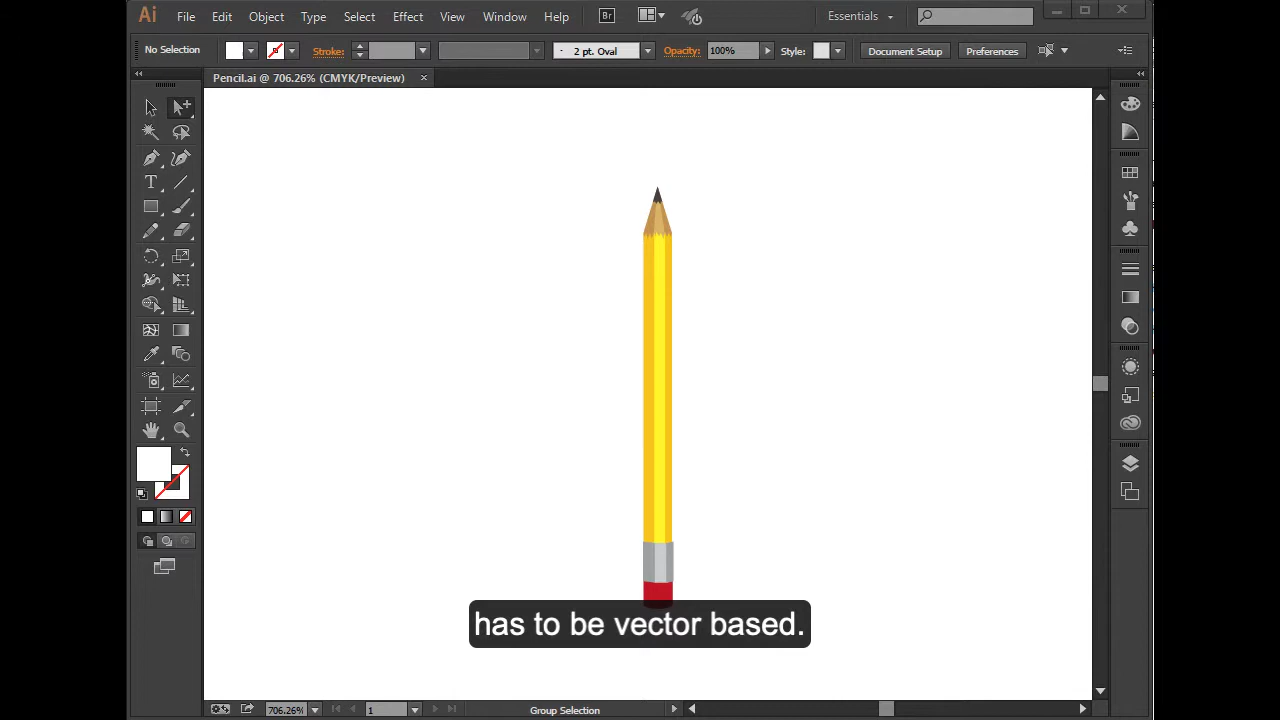 Ai File Edit Object Type Select Effect View Window Help Br Essentials
No Selection Stroke: 2 pt. Oval Opacity: 100% Style: Document Setup Preferences
Pencil.ai @ 706.26% (CMYK/Preview) ×
has to be vector based.
706.26% 1 Group Selection